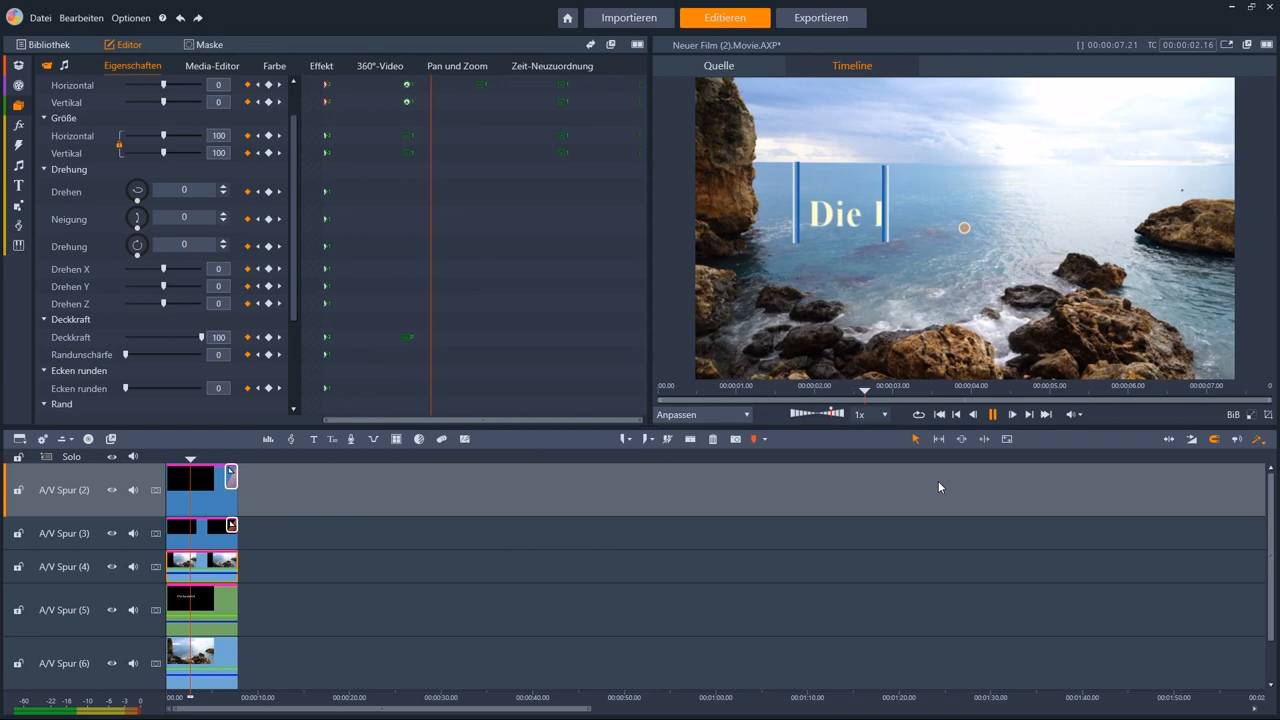 Datei Bearbeiten Optionen ?
Importieren Editieren Exportieren
Bibliothek Editor Maske
Neuer Film (2).Movie.AXP*
[] 00:00:07.21 TC 00:00:02.16
Eigenschaften Media-Editor Farbe Effekt 360°-Video Pan und Zoom Zeit-Neuzuordnung
Quelle Timeline
Horizontal 0
Vertikal 0
Größe
Horizontal 100
Vertikal 100
Drehung
Drehen 0
Neigung 0
Drehung 0
Drehen X 0
Drehen Y 0
Drehen Z 0
Deckkraft
Deckkraft 100
Randunschärfe 0
Ecken runden
Ecken runden 0
Rand
Die
.00 00:00:01.00 00:00:02.00 00:00:03.00 00:00:04.00 00:00:05.00 00:00:06.00 00:00:07.00 0
Anpassen 1x BiB
Solo
A/V Spur (2)
A/V Spur (3)
A/V Spur (4)
A/V Spur (5)
A/V Spur (6)
00.00 00:00:10.00 00:00:20.00 00:00:30.00 00:00:40.00 00:00:50.00 00:01:00.00 00:01:10.00 00:01:20.00 00:01:30.00 00:01:40.00 00:01:50.00 00:02
-60 -22 -16 -10 -6 -3 0